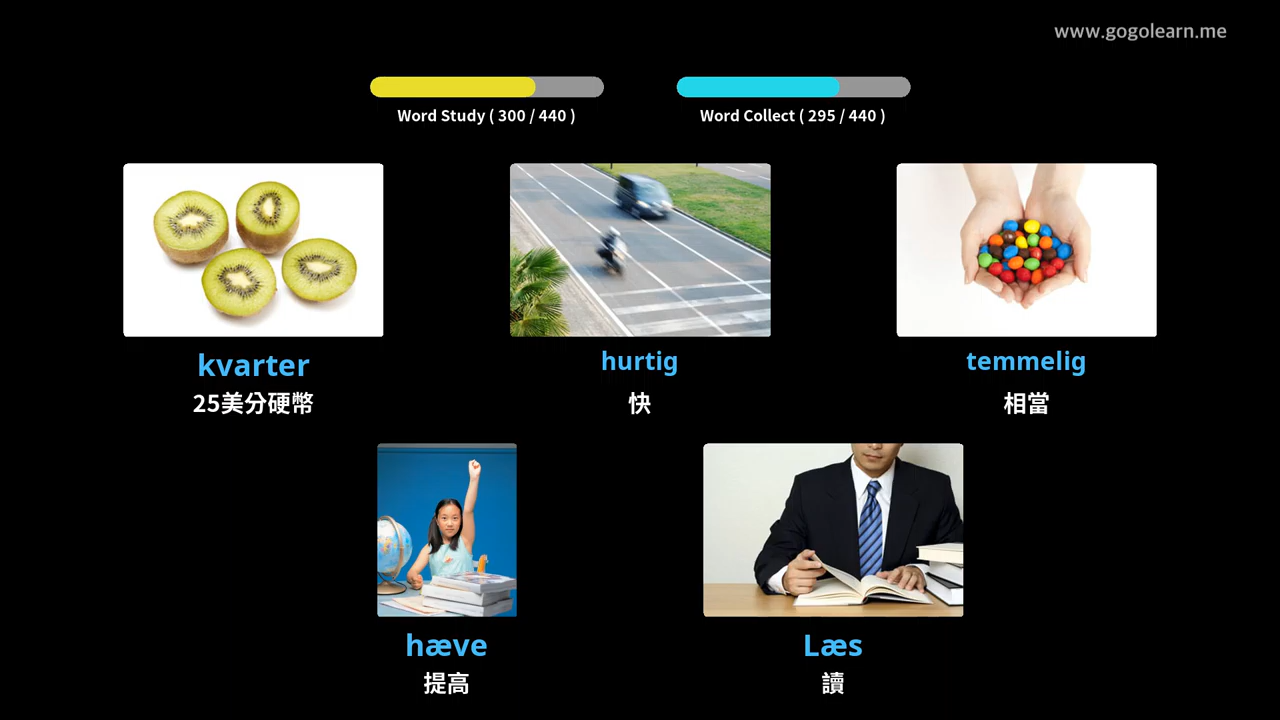 www.gogolearn.me
Word Study ( 300 / 440 )
Word Collect ( 295 / 440 )
kvarter
25美分硬幣
hurtig
快
temmelig
相當
hæve
提高
Læs
讀